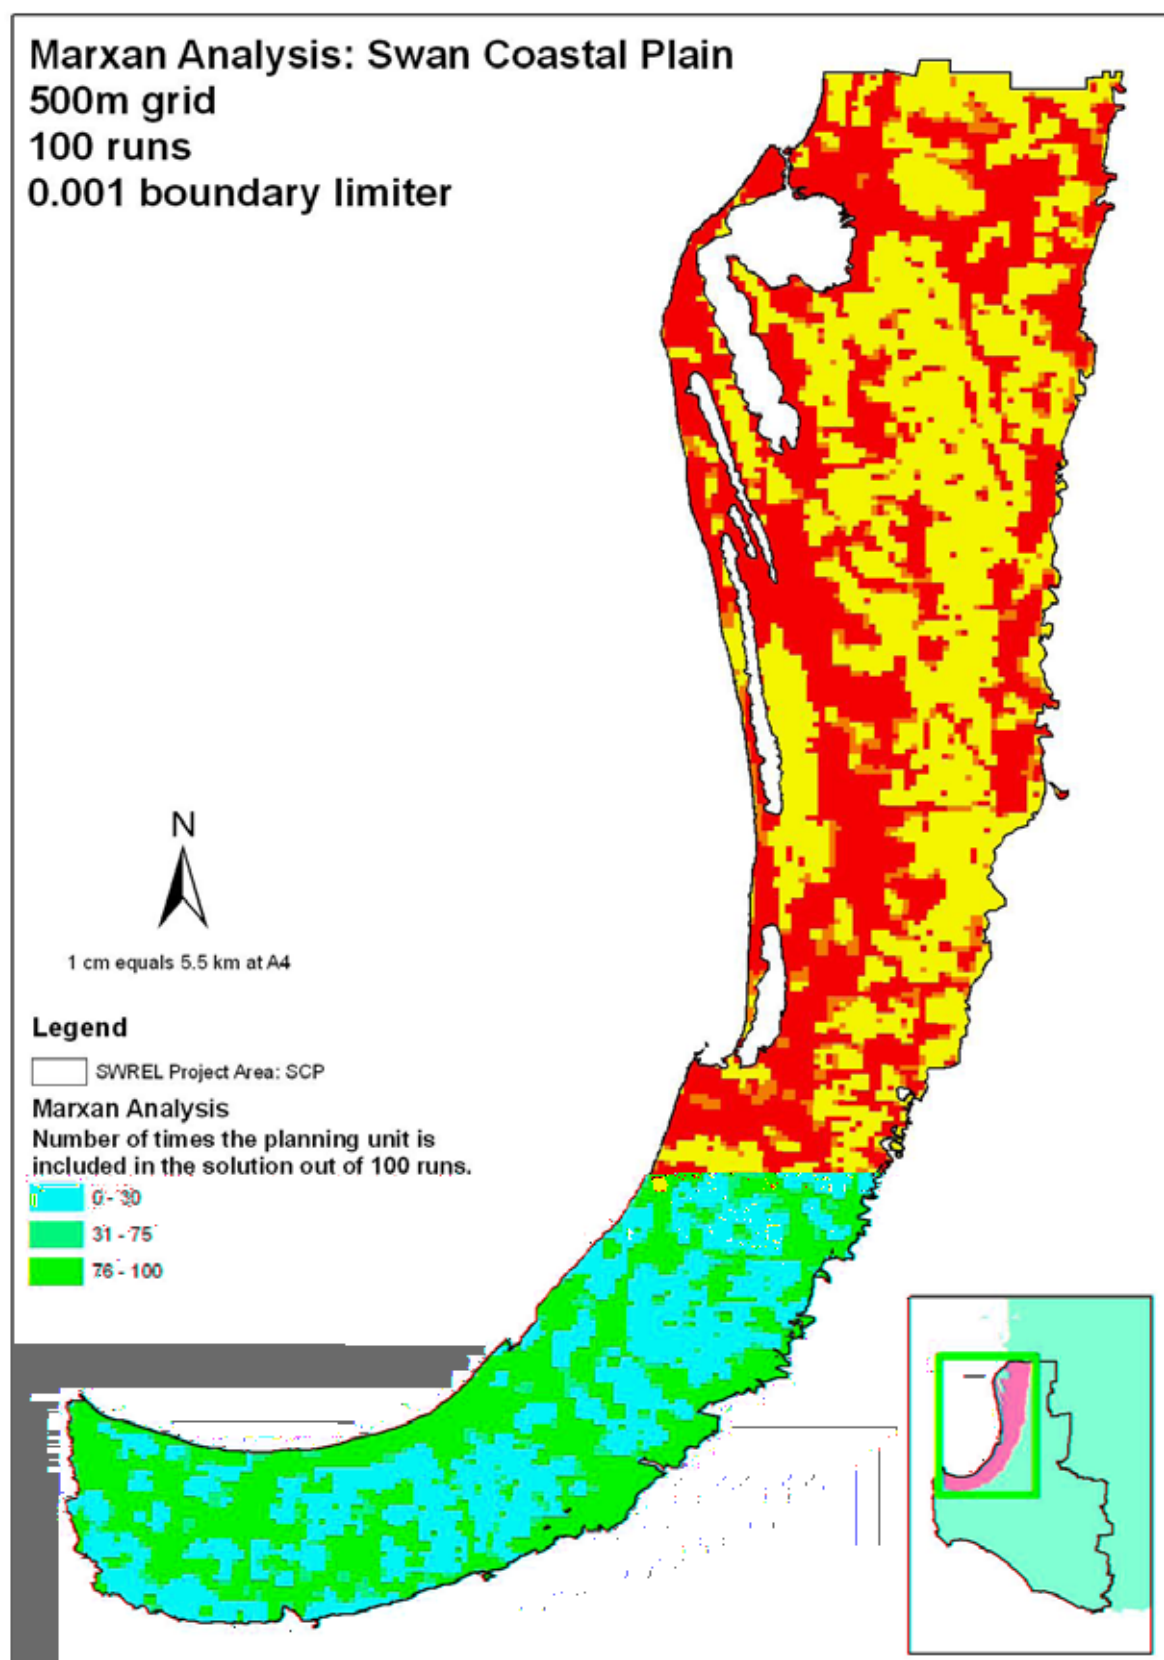 Marxan Analysis: Swan Coastal Plain
500m grid
100 runs
0.001 boundary limiter
N
1 cm equals 5.5 km at A4
Legend
SWREL Project Area: SCP
Marxan Analysis
Number of times the planning unit is
included in the solution out of 100 runs.
0 - 30
31 - 75
76 - 100